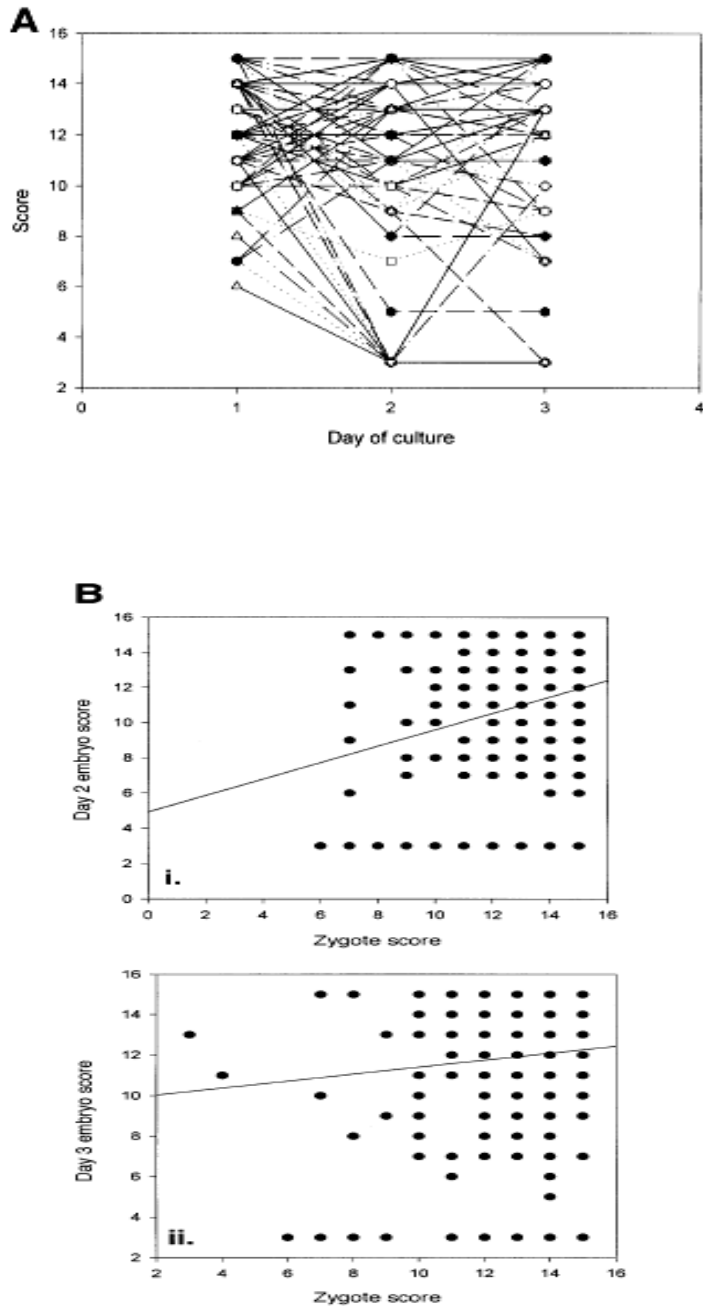 A
16
14
12
10
8
6
4
2
Score
0 1 2 3 4
Day of culture
B
16
14
12
10
8
6
4
2
0
Day 2 embryo score
i.
0 2 4 6 8 10 12 14 16
Zygote score
16
14
12
10
8
6
4
2
Day 3 embryo score
ii.
2 4 6 8 10 12 14 16
Zygote score